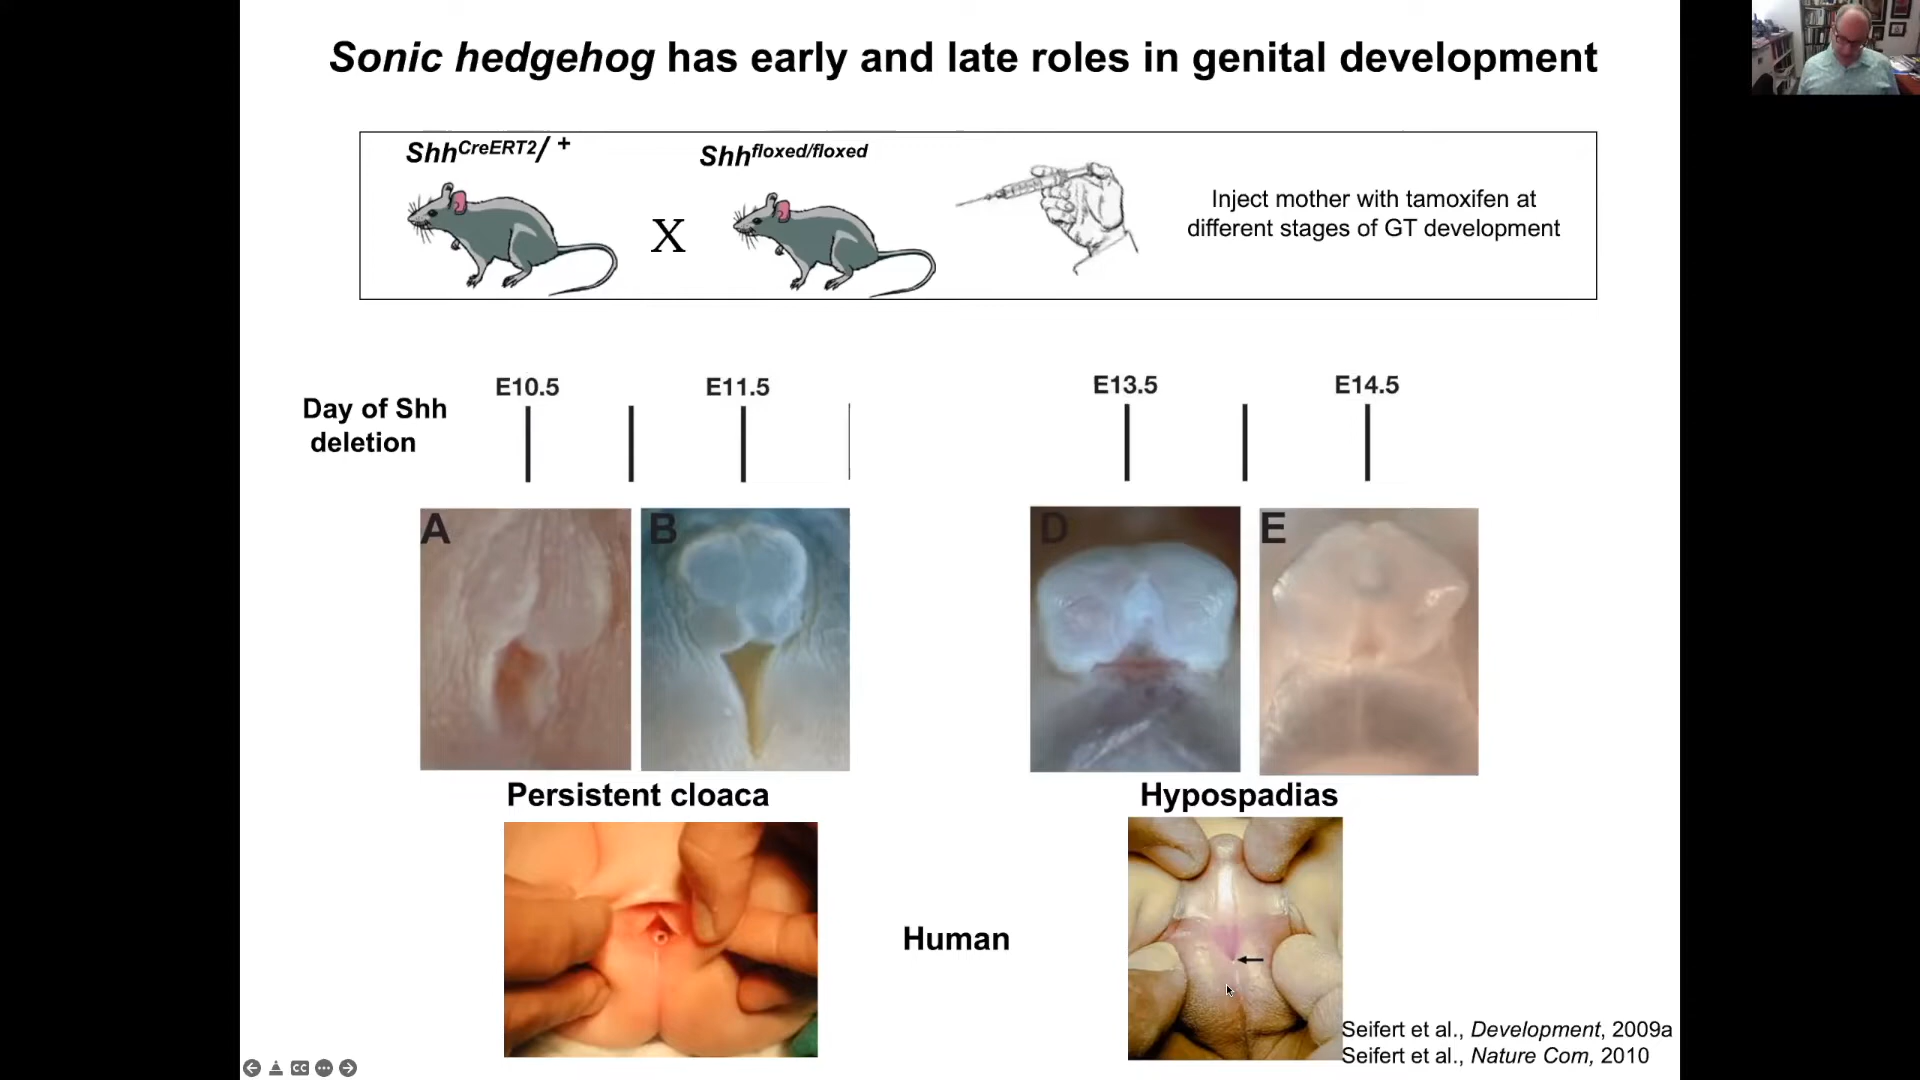 Sonic hedgehog has early and late roles in genital development
ShhCreERT2/ +
Shhfloxed/floxed
X
Inject mother with tamoxifen at
different stages of GT development
Day of Shh
deletion
E10.5
E11.5
E13.5
E14.5
A
B
D
E
Persistent cloaca
Hypospadias
Human
Seifert et al., Development, 2009a
Seifert et al., Nature Com, 2010
CC